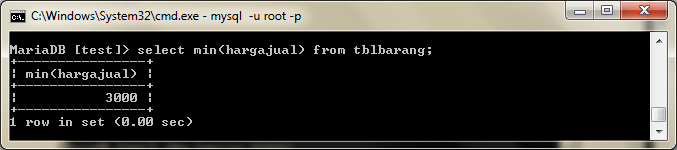 C:\Windows\System32\cmd.exe - mysql  -u root -p
MariaDB [test]> select min(hargajual) from tblbarang;
+----------------+
| min(hargajual) |
+----------------+
|           3000 |
+----------------+
1 row in set (0.00 sec)